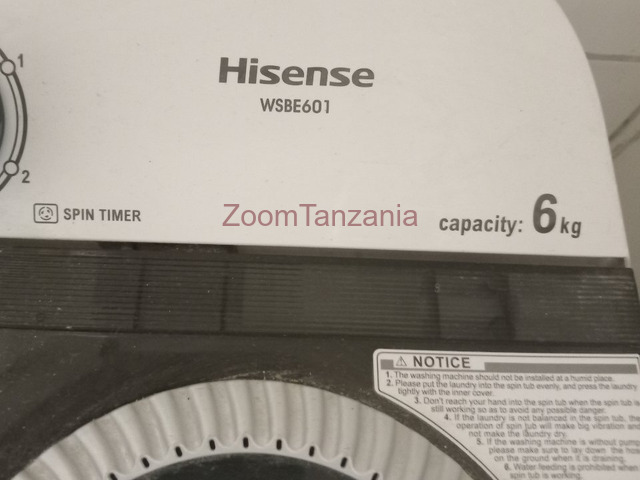 1
Hisense
WSBE601
2
SPIN TIMER
ZoomTanzania
capacity: 6 kg
NOTICE
1. The washing machine should not be installed at a humid place.
2. Please put the laundry into the spin tub evenly, and press the laundry
tightly with the inner cover.
3. Don't reach your hand into the spin tub when the spin tub is
still working so as to avoid any possible danger.
4. If the laundry is not balanced in the spin tub, the
operation of spin tub will make big vibration and
not make the laundry dry.
5. If the washing machine is without pump
please make sure to lay down the hos
on the ground when it is draining.
6. Water feeding is prohibited when
spin tub is working.